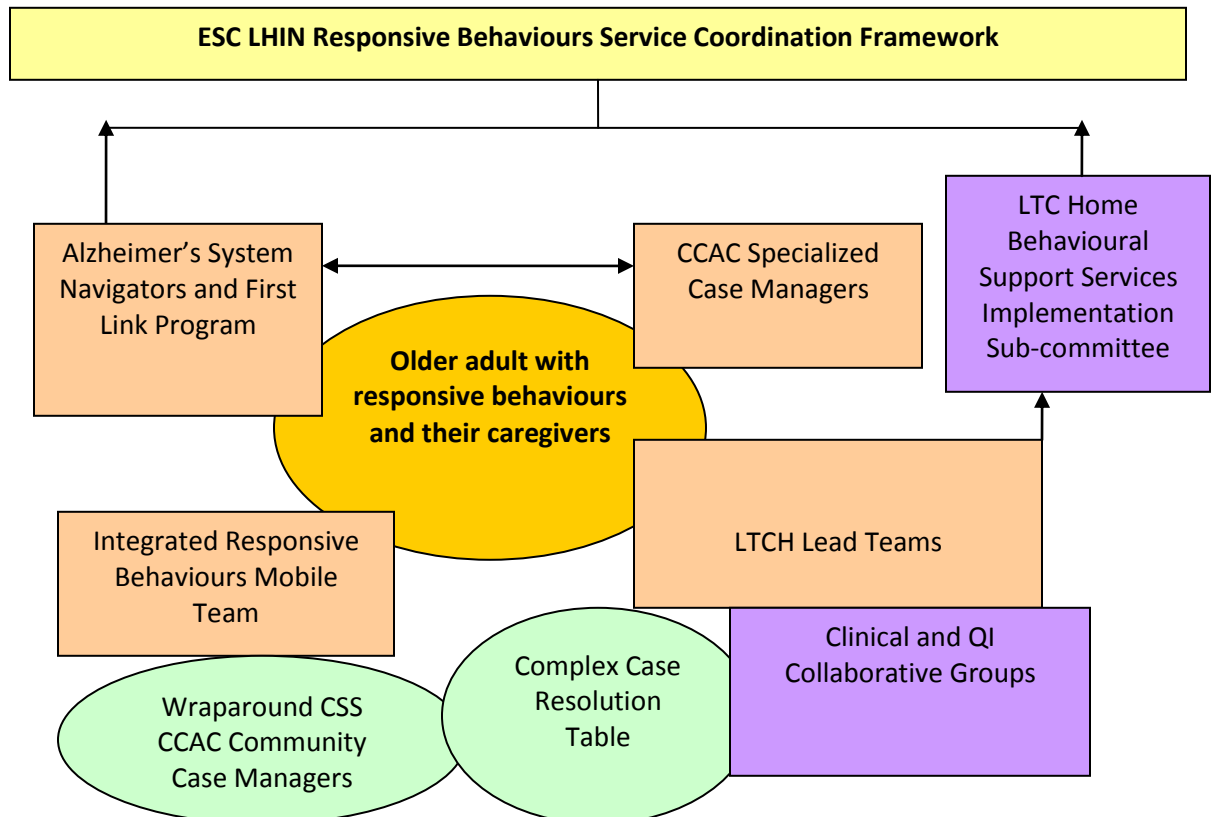 ESC LHIN Responsive Behaviours Service Coordination Framework
Alzheimer’s System
Navigators and First
Link Program
CCAC Specialized
Case Managers
LTC Home
Behavioural
Support Services
Implementation
Sub-committee
Older adult with
responsive behaviours
and their caregivers
Integrated Responsive
Behaviours Mobile
Team
LTCH Lead Teams
Wraparound CSS
CCAC Community
Case Managers
Complex Case
Resolution
Table
Clinical and QI
Collaborative Groups